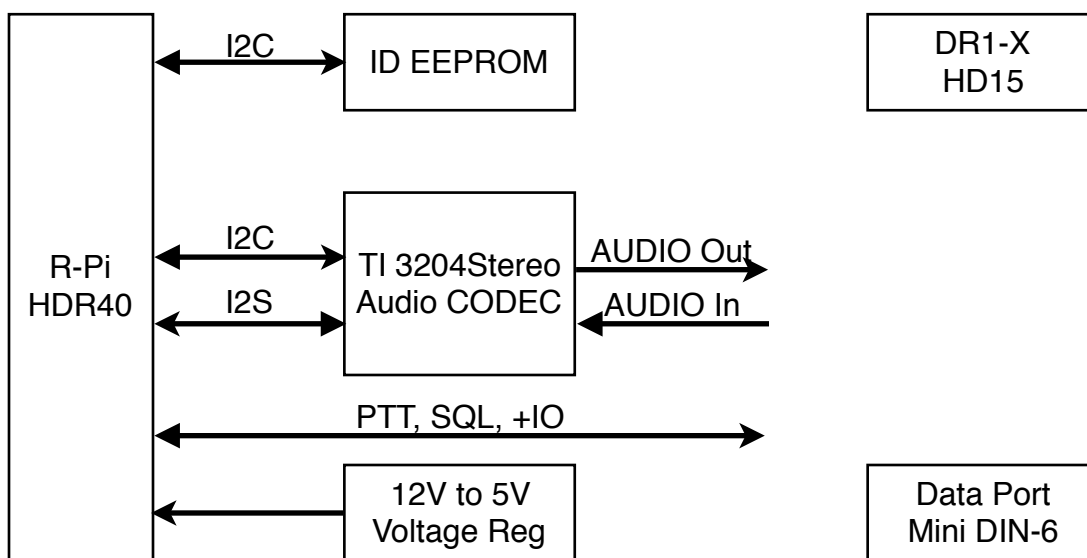 I2C
ID EEPROM
DR1-X
HD15
R-Pi
HDR40
I2C
I2S
TI 3204Stereo
Audio CODEC
AUDIO Out
AUDIO In
PTT, SQL, +IO
12V to 5V
Voltage Reg
Data Port
Mini DIN-6